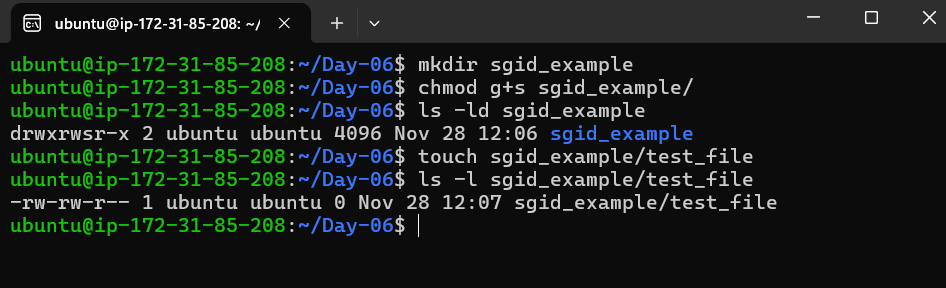 ubuntu@ip-172-31-85-208: ~/
ubuntu@ip-172-31-85-208:~/Day-06$ mkdir sgid_example
ubuntu@ip-172-31-85-208:~/Day-06$ chmod g+s sgid_example/
ubuntu@ip-172-31-85-208:~/Day-06$ ls -ld sgid_example
drwxrwsr-x 2 ubuntu ubuntu 4096 Nov 28 12:06 sgid_example
ubuntu@ip-172-31-85-208:~/Day-06$ touch sgid_example/test_file
ubuntu@ip-172-31-85-208:~/Day-06$ ls -l sgid_example/test_file
-rw-rw-r-- 1 ubuntu ubuntu 0 Nov 28 12:07 sgid_example/test_file
ubuntu@ip-172-31-85-208:~/Day-06$